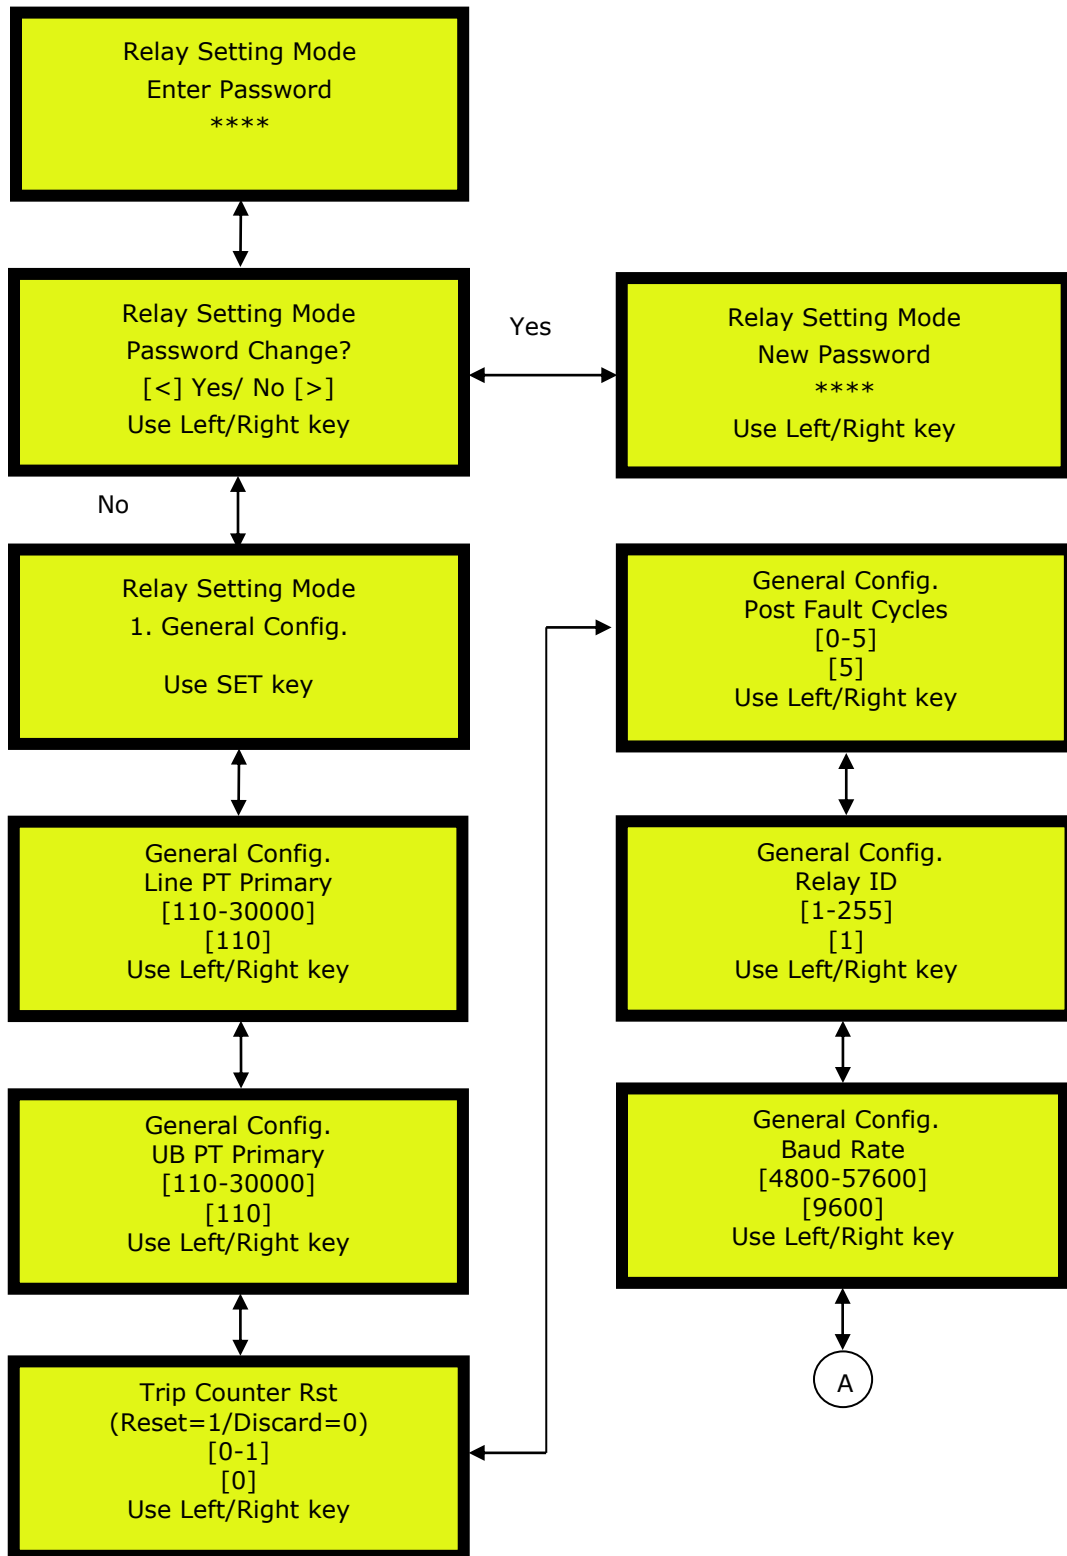 Relay Setting Mode
Enter Password
****
Relay Setting Mode
Password Change?
[<] Yes/ No [>]
Use Left/Right key
Yes
Relay Setting Mode
New Password
****
Use Left/Right key
No
Relay Setting Mode
1. General Config.
Use SET key
General Config.
Line PT Primary
[110-30000]
[110]
Use Left/Right key
General Config.
UB PT Primary
[110-30000]
[110]
Use Left/Right key
Trip Counter Rst
(Reset=1/Discard=0)
[0-1]
[0]
Use Left/Right key
General Config.
Post Fault Cycles
[0-5]
[5]
Use Left/Right key
General Config.
Relay ID
[1-255]
[1]
Use Left/Right key
General Config.
Baud Rate
[4800-57600]
[9600]
Use Left/Right key
A